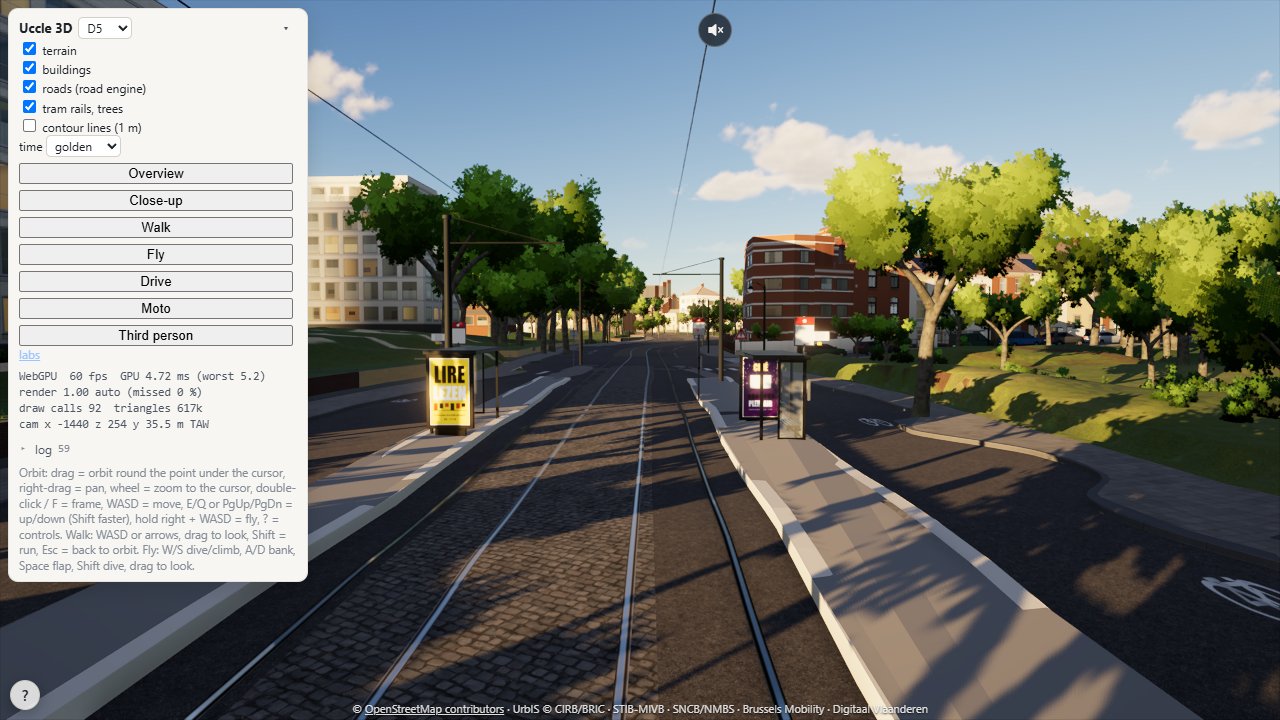 Uccle 3D D5
terrain
buildings
roads (road engine)
tram rails, trees
contour lines (1 m)
time golden
Overview
Close-up
Walk
Fly
Drive
Moto
Third person
labs
WebGPU 60 fps GPU 4.72 ms (worst 5.2)
render 1.00 auto (missed 0 %)
draw calls 92 triangles 617k
cam x -1440 z 254 y 35.5 m TAW
log 59
Orbit: drag = orbit round the point under the cursor,
right-drag = pan, wheel = zoom to the cursor, double-
click / F = frame, WASD = move, E/Q or PgUp/PgDn =
up/down (Shift faster), hold right + WASD = fly, ? =
controls. Walk: WASD or arrows, drag to look, Shift =
run, Esc = back to orbit. Fly: W/S dive/climb, A/D bank,
Space flap, Shift dive, drag to look.
LIRE
LEZEN
?
© OpenStreetMap contributors · UrbIS © CIRB/BRIC · STIB-MIVB · SNCB/NMBS · Brussels Mobility · Digitaal Vlaanderen